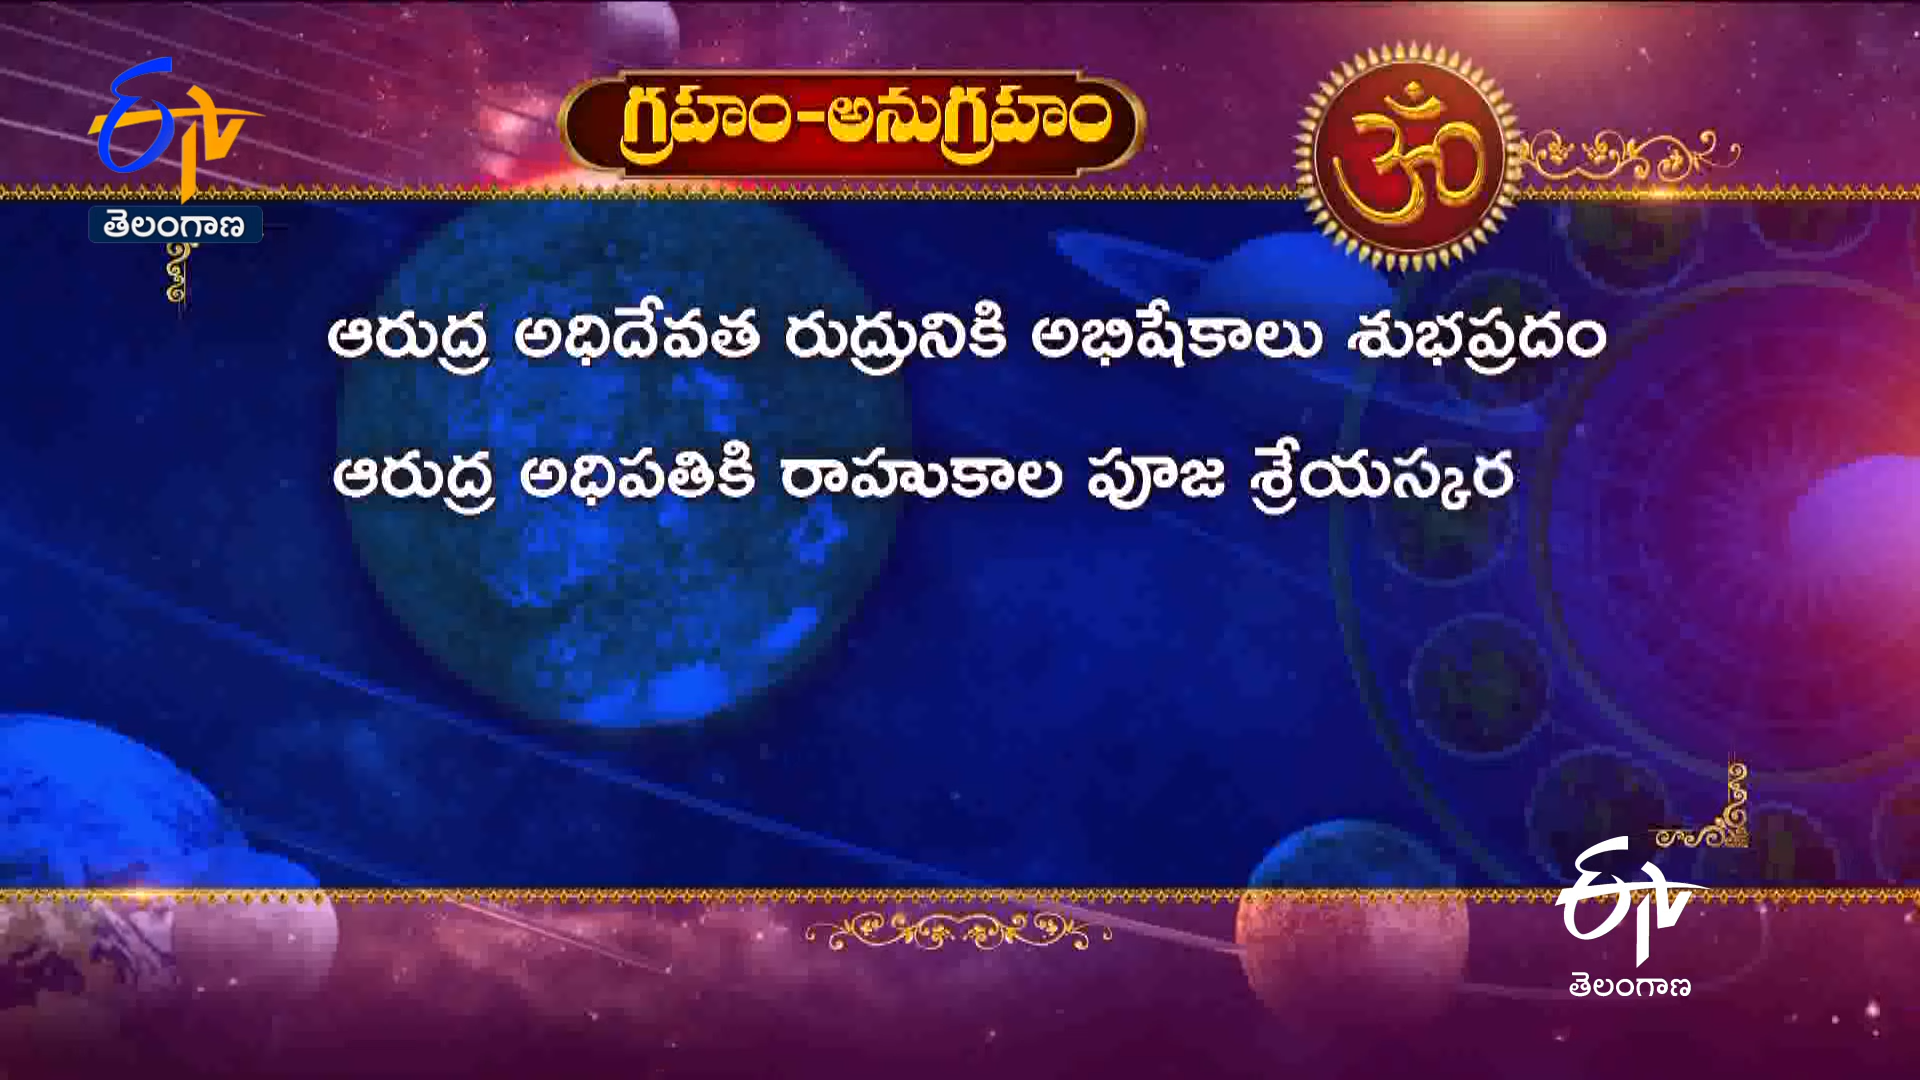 ETV
తెలంగాణ
గ్రహం-అనుగ్రహం
ఆరుద్ర అధిదేవత రుద్రునికి అభిషేకాలు శుభప్రదం
ఆరుద్ర అధిపతికి రాహుకాల పూజ శ్రేయస్కర
ETV
తెలంగాణ